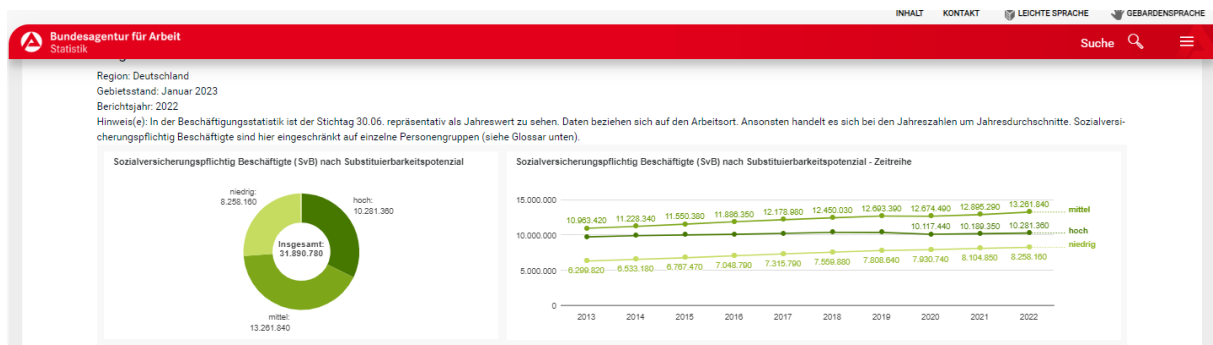 INHALT KONTAKT LEICHTE SPRACHE GEBÄRDENSPRACHE
Bundesagentur für Arbeit
Statistik
Suche
Region: Deutschland
Gebietsstand: Januar 2023
Berichtsjahr: 2022
Hinweis(e): In der Beschäftigungsstatistik ist der Stichtag 30.06. repräsentativ als Jahreswert zu sehen. Daten beziehen sich auf den Arbeitsort. Ansonsten handelt es sich bei den Jahreszahlen um Jahresdurchschnitte. Sozialversi-
cherungspflichtig Beschäftigte sind hier eingeschränkt auf einzelne Personengruppen (siehe Glossar unten).
Sozialversicherungspflichtig Beschäftigte (SvB) nach Substituierbarkeitspotenzial
niedrig:
8.258.160
hoch:
10.281.360
Insgesamt:
31.890.780
mittel:
13.261.840
Sozialversicherungspflichtig Beschäftigte (SvB) nach Substituierbarkeitspotenzial - Zeitreihe
15.000.000
10.963.420 11.228.340 11.550.380 11.886.350 12.178.980 12.450.030 12.693.390 12.674.490 12.895.290 13.261.840
mittel
10.000.000
10.117.440 10.189.350 10.281.360
hoch
niedrig
5.000.000
6.299.820 6.533.180 6.767.470 7.048.790 7.315.790 7.559.880 7.808.640 7.930.740 8.104.850 8.258.160
0
2013 2014 2015 2016 2017 2018 2019 2020 2021 2022